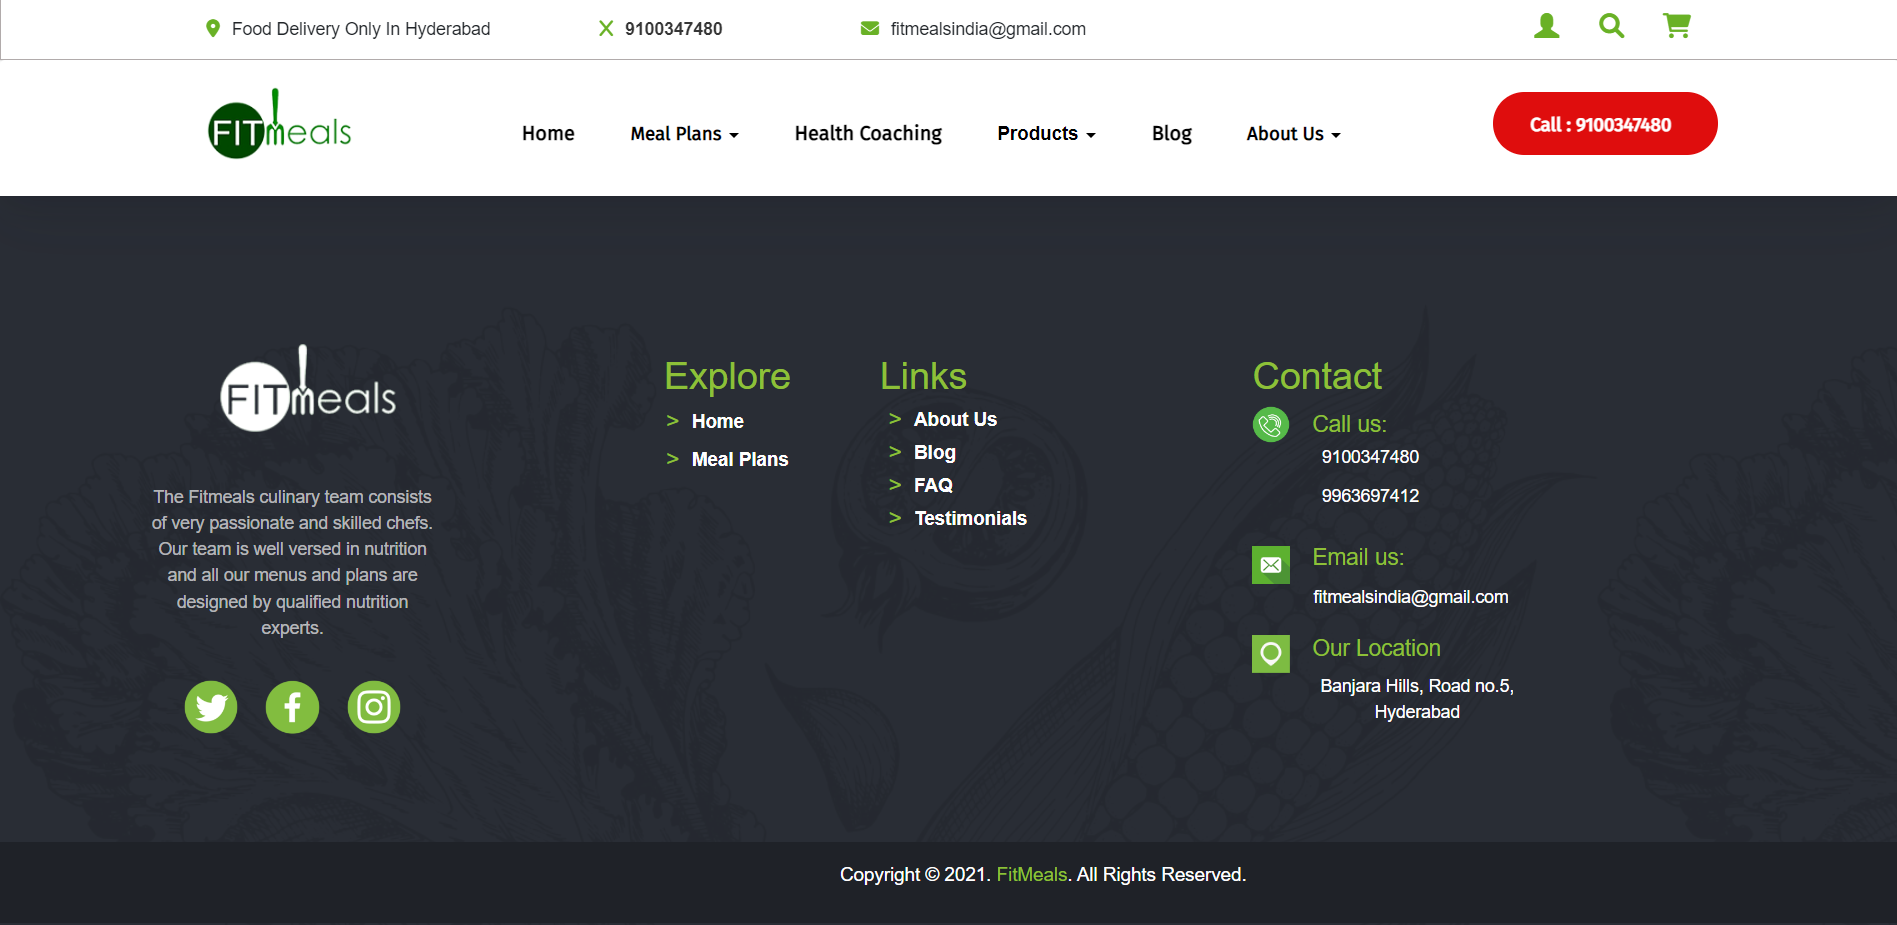 Food Delivery Only In Hyderabad
9100347480
fitmealsindia@gmail.com
FITmeals
Home
Meal Plans
Health Coaching
Products
Blog
About Us
Call : 9100347480
FITmeals
The Fitmeals culinary team consists
of very passionate and skilled chefs.
Our team is well versed in nutrition
and all our menus and plans are
designed by qualified nutrition
experts.
Explore
> Home
> Meal Plans
Links
> About Us
> Blog
> FAQ
> Testimonials
Contact
Call us:
9100347480
9963697412
Email us:
fitmealsindia@gmail.com
Our Location
Banjara Hills, Road no.5,
Hyderabad
Copyright © 2021. FitMeals. All Rights Reserved.